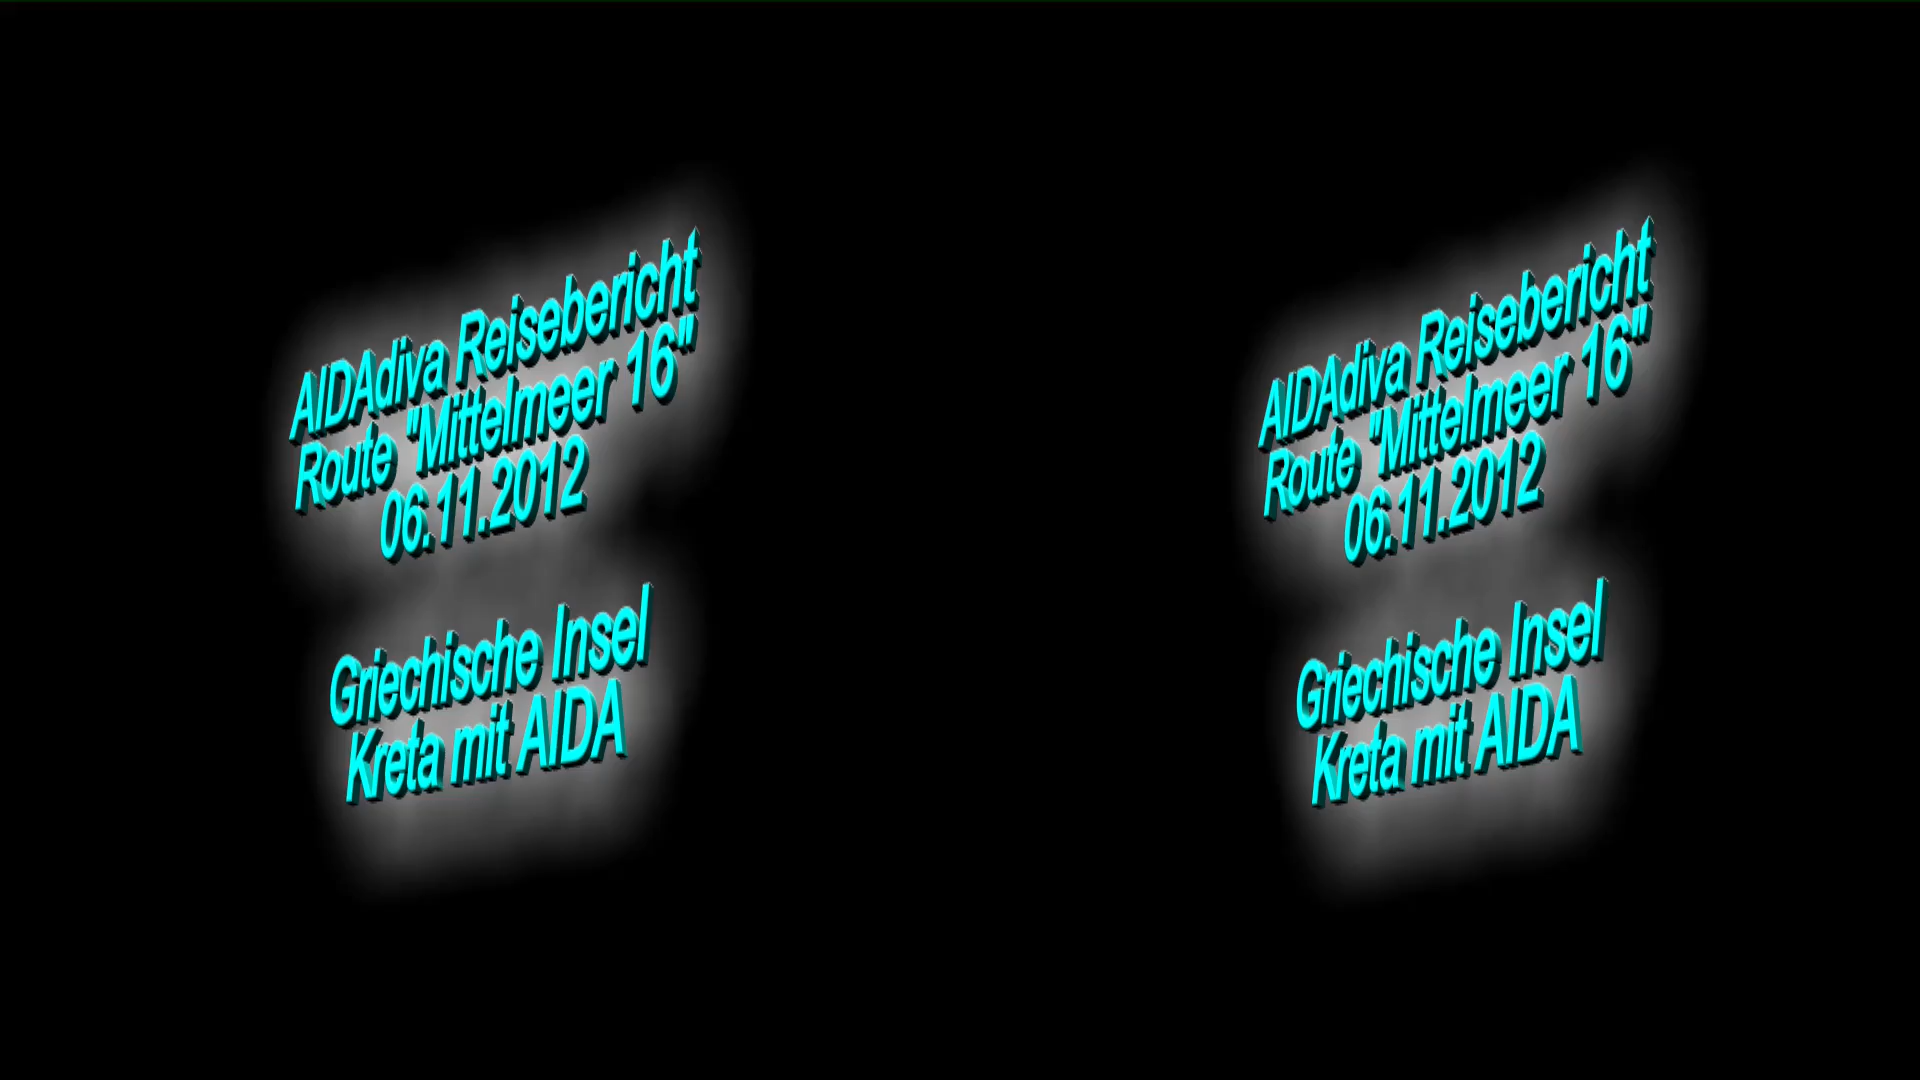 AIDAdiva Reisebericht
Route "Mittelmeer 16"
06.11.2012
Griechische Insel
Kreta mit AIDA
AIDAdiva Reisebericht
Route "Mittelmeer 16"
06.11.2012
Griechische Insel
Kreta mit AIDA